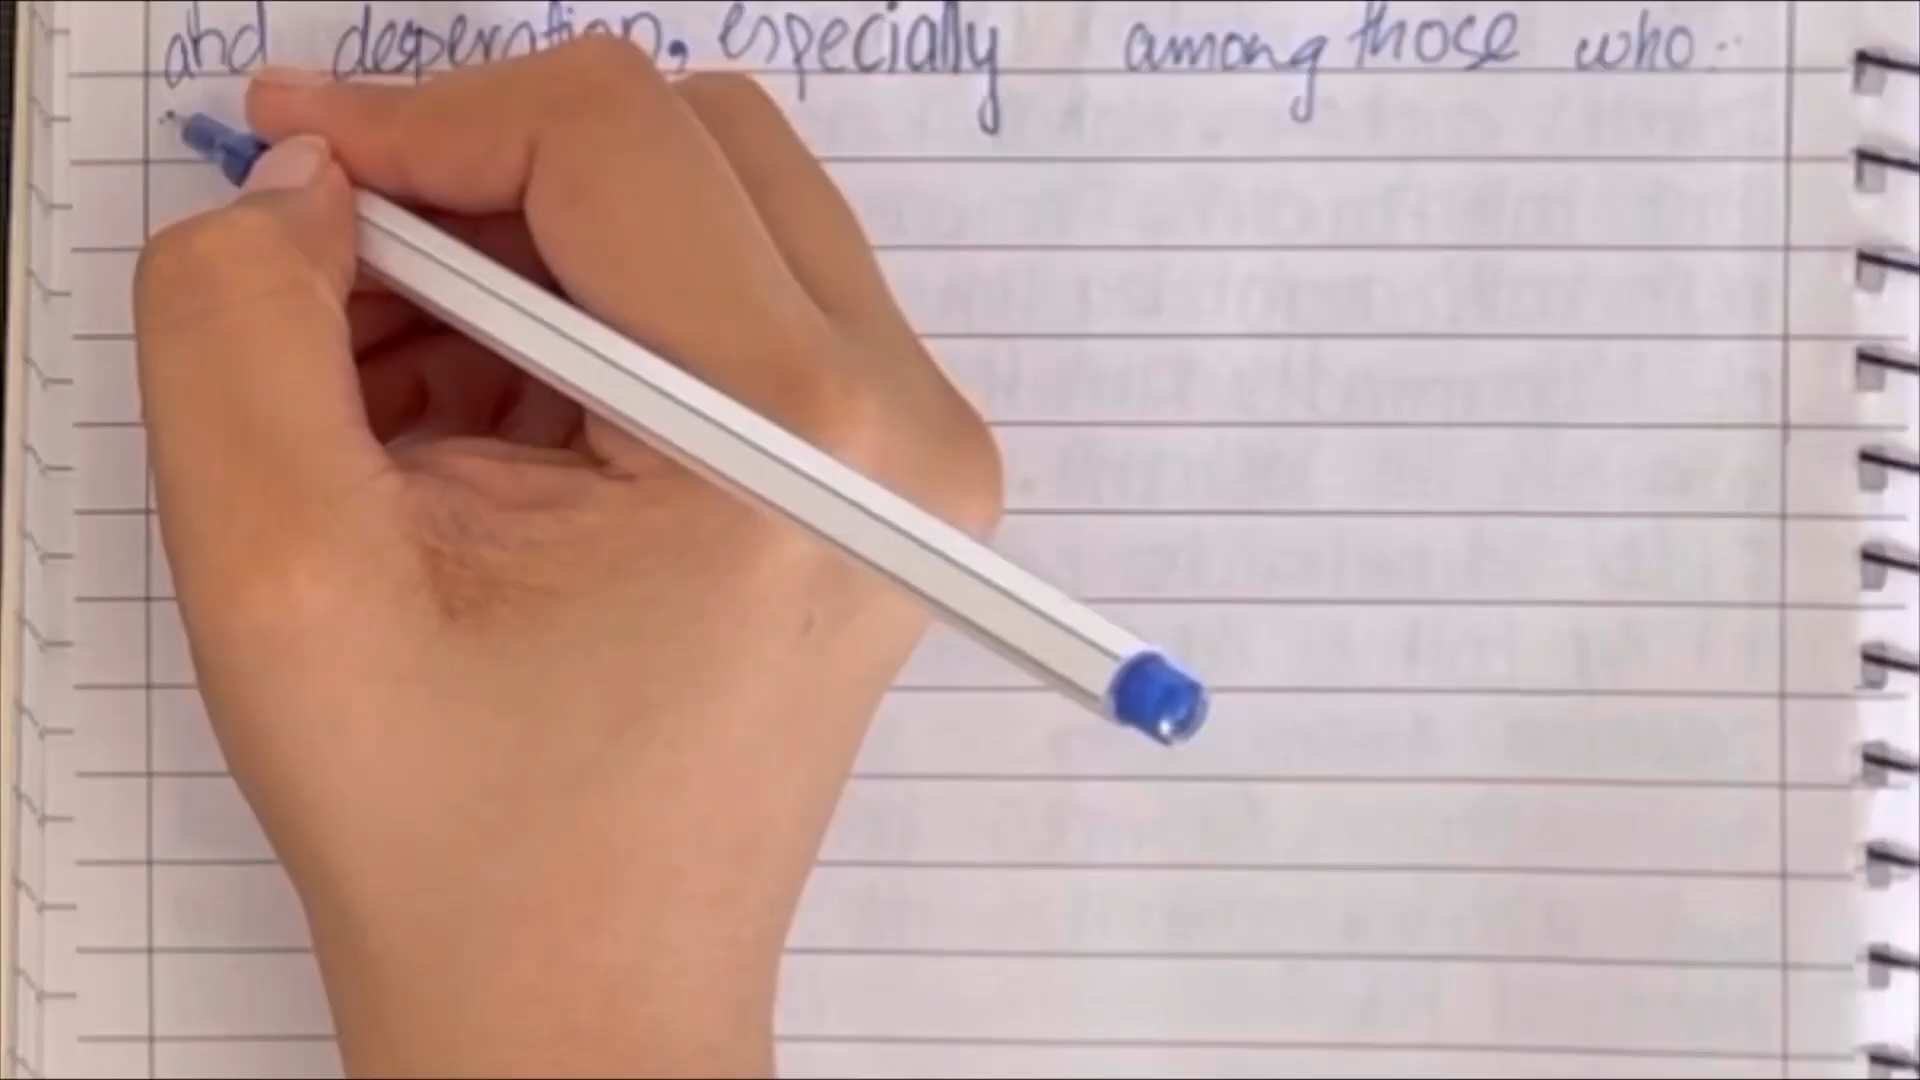 and desperation, especially among those who..